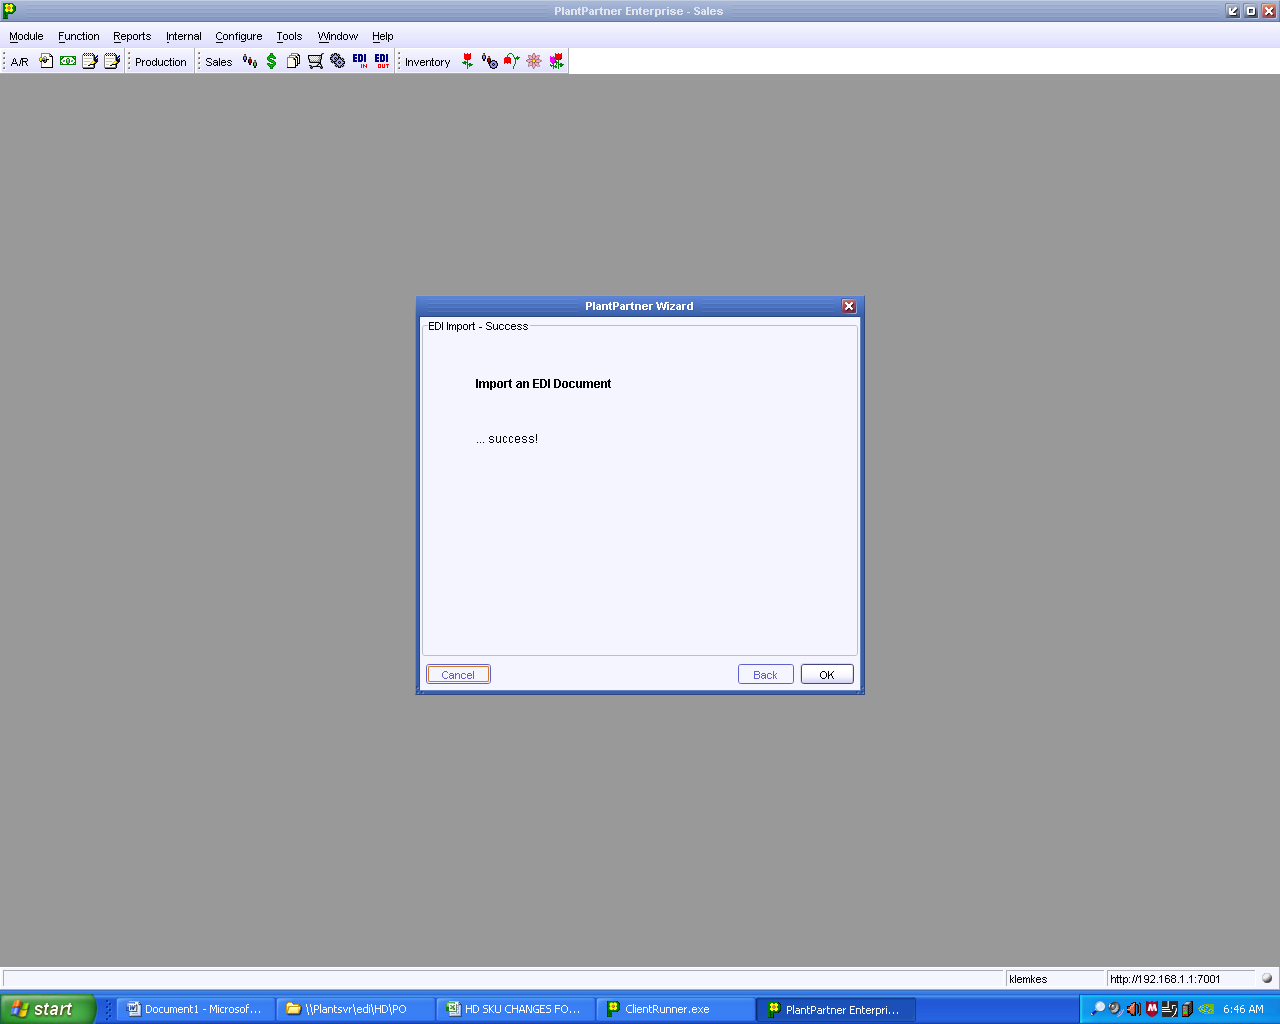 PlantPartner Enterprise - Sales
Module Function Reports Internal Configure Tools Window Help
A/R Production Sales EDI IN EDI OUT Inventory
PlantPartner Wizard
EDI Import - Success
Import an EDI Document
... success!
Cancel Back OK
klemkes http://192.168.1.1:7001
start Document1 - Microsof... \\Plantsvr\edi\HD\PO HD SKU CHANGES FO... ClientRunner.exe PlantPartner Enterpri... 6:46 AM